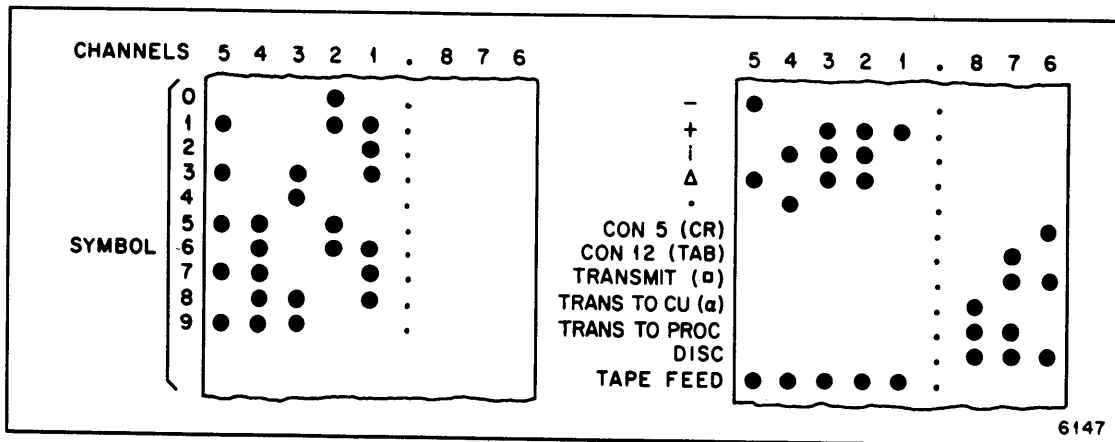 CHANNELS 5 4 3 2 1 . 8 7 6
0
1
2
3
4
5
SYMBOL 6
7
8
9
5 4 3 2 1 . 8 7 6
-
+
i
Δ
.
CON 5 (CR)
CON 12 (TAB)
TRANSMIT (¤)
TRANS TO CU (α)
TRANS TO PROC
DISC
TAPE FEED
6147